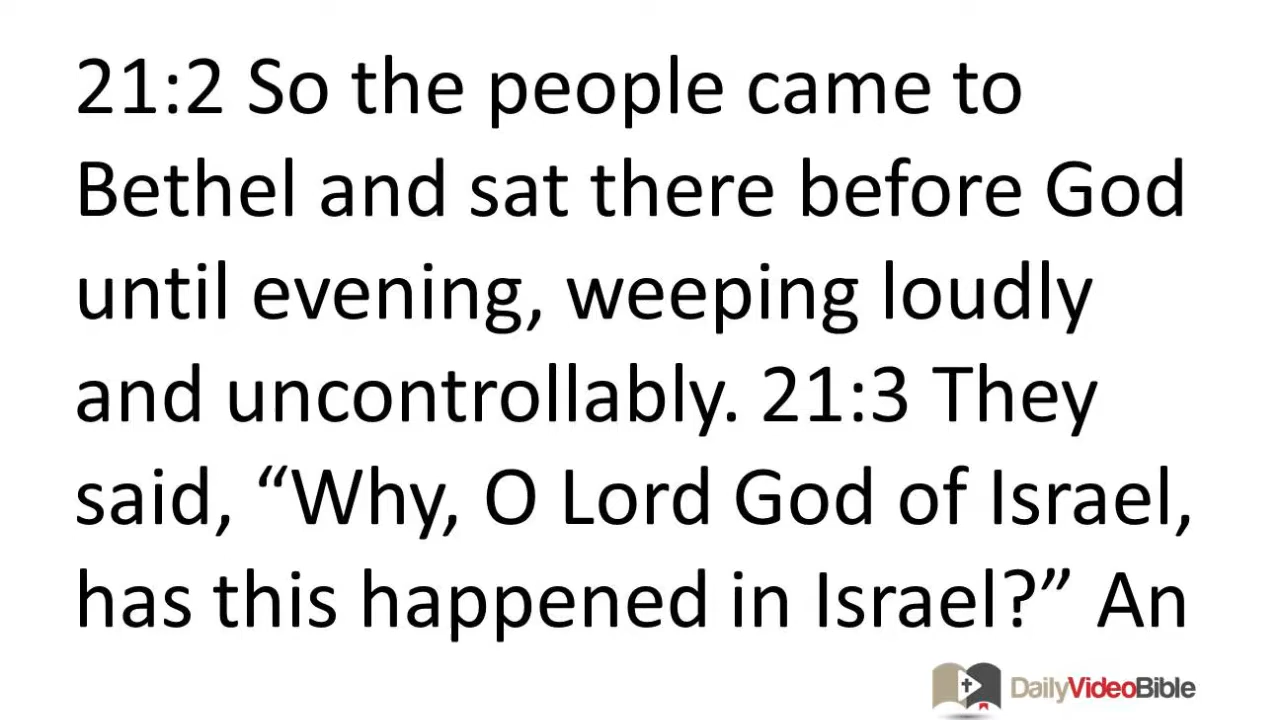 21:2 So the people came to
Bethel and sat there before God
until evening, weeping loudly
and uncontrollably. 21:3 They
said, “Why, O Lord God of Israel,
has this happened in Israel?” An
DailyVideoBible